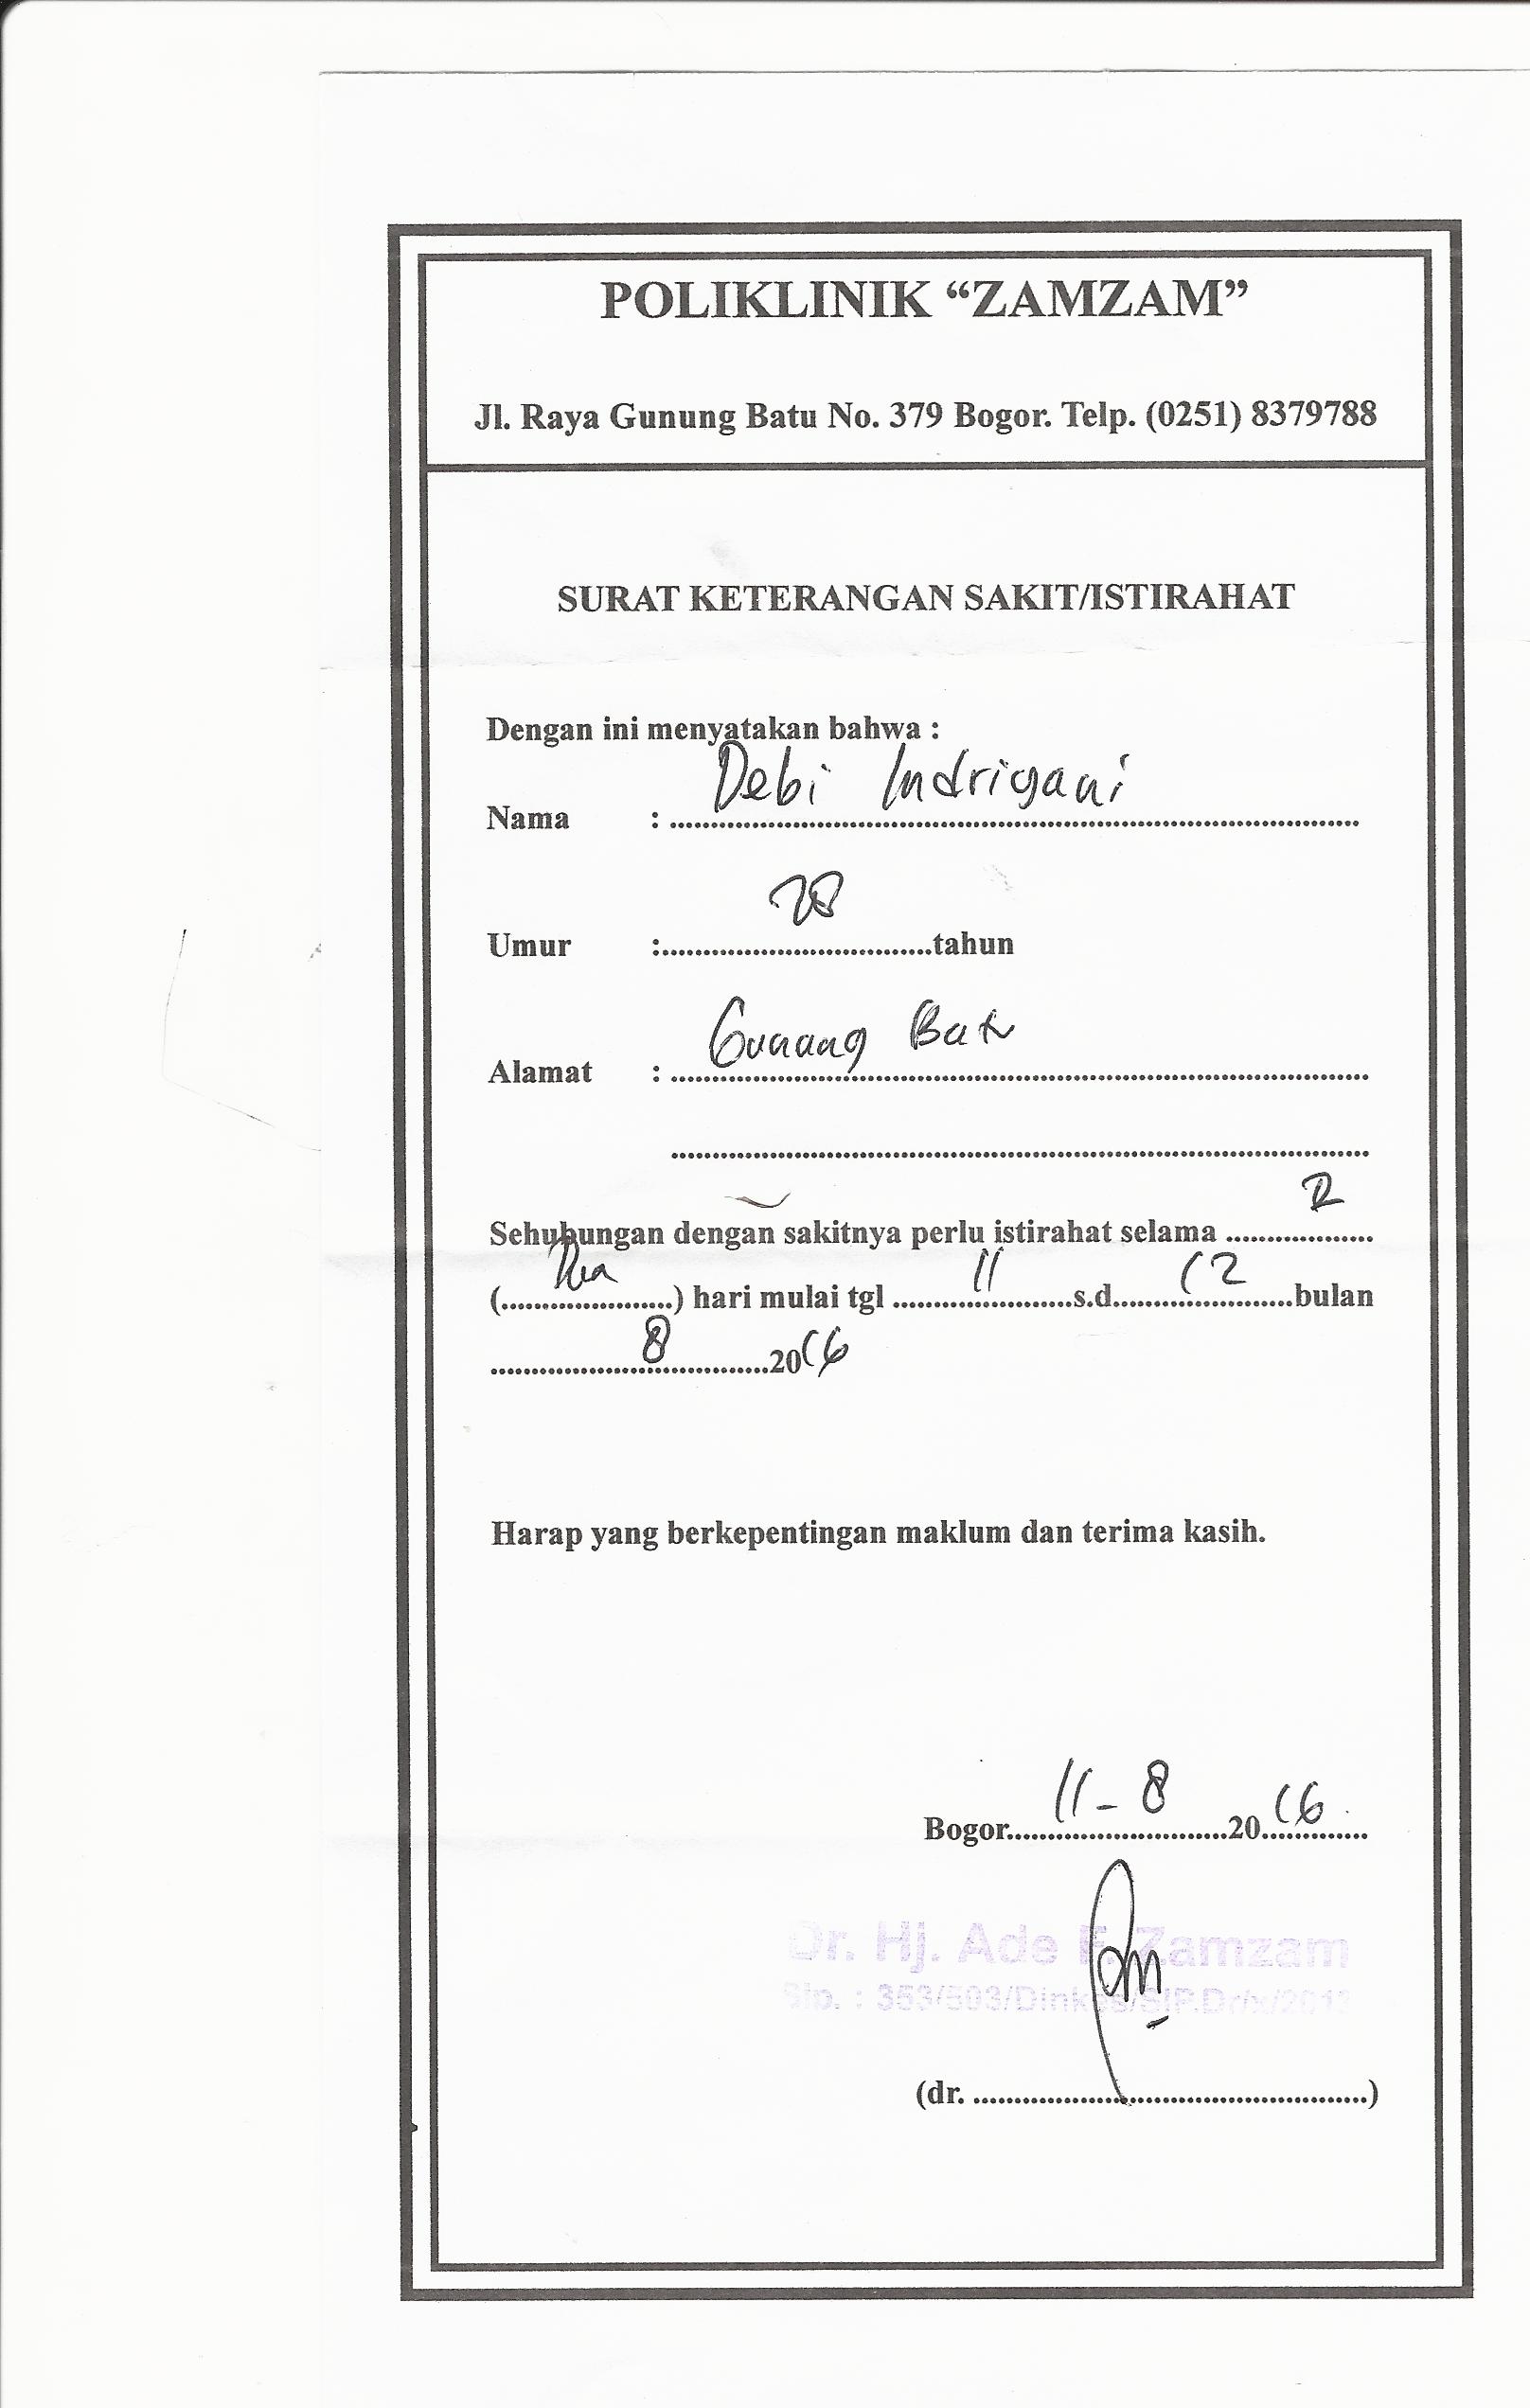 POLIKLINIK “ZAMZAM”
Jl. Raya Gunung Batu No. 379 Bogor. Telp. (0251) 8379788
SURAT KETERANGAN SAKIT/ISTIRAHAT
Dengan ini menyatakan bahwa :
Nama : Debi Indriyani
Umur : 28 tahun
Alamat : Gunung Batu
Sehubungan dengan sakitnya perlu istirahat selama 2
(Dua) hari mulai tgl 11 s.d. 12 bulan
8 2016
Harap yang berkepentingan maklum dan terima kasih.
Bogor 11 - 8 2016
Dr. Hj. Ade F. Zamzam
Sip. : 353/593/Dinkes/SIP.Dr/x/201
(dr. )